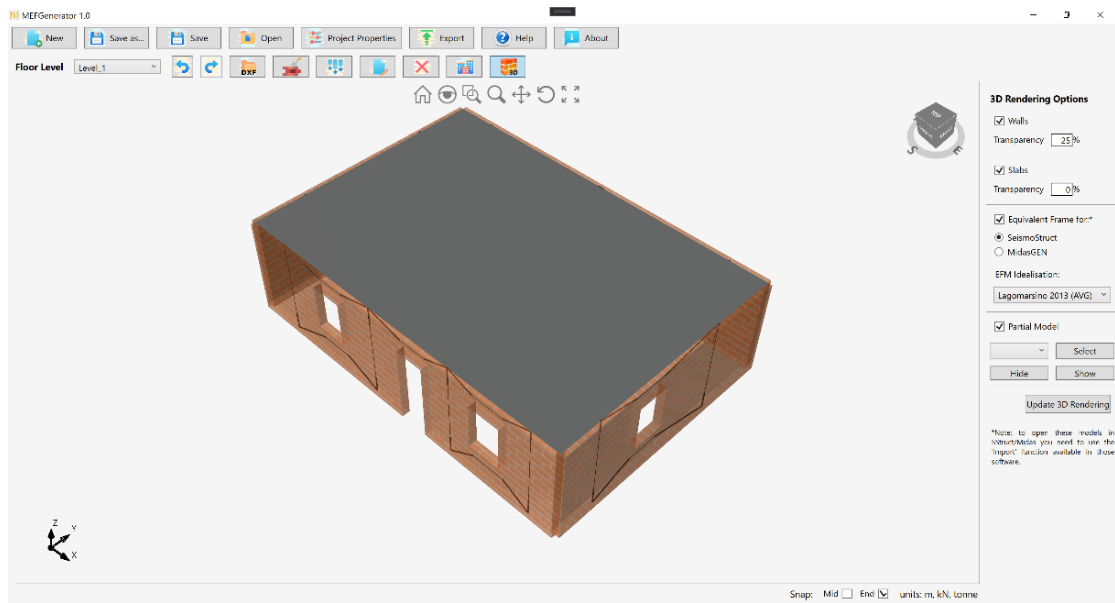 MEFGenerator 1.0
New Save as... Save Open Project Properties Export Help About
Floor Level Level_1 DXF 3D
3D Rendering Options
Walls
Transparency 25 %
Slabs
Transparency 0 %
Equivalent Frame for:*
SeismoStruct
MidasGEN
EFM Idealisation:
Lagomarsino 2013 (AVG)
Partial Model
Select
Hide Show
Update 3D Rendering
*Note: to open these models in
SStruct/Midas you need to use the
"Import" function available in those
software.
TOP
S E
Z
Y
X
Snap: Mid End units: m, kN, tonne